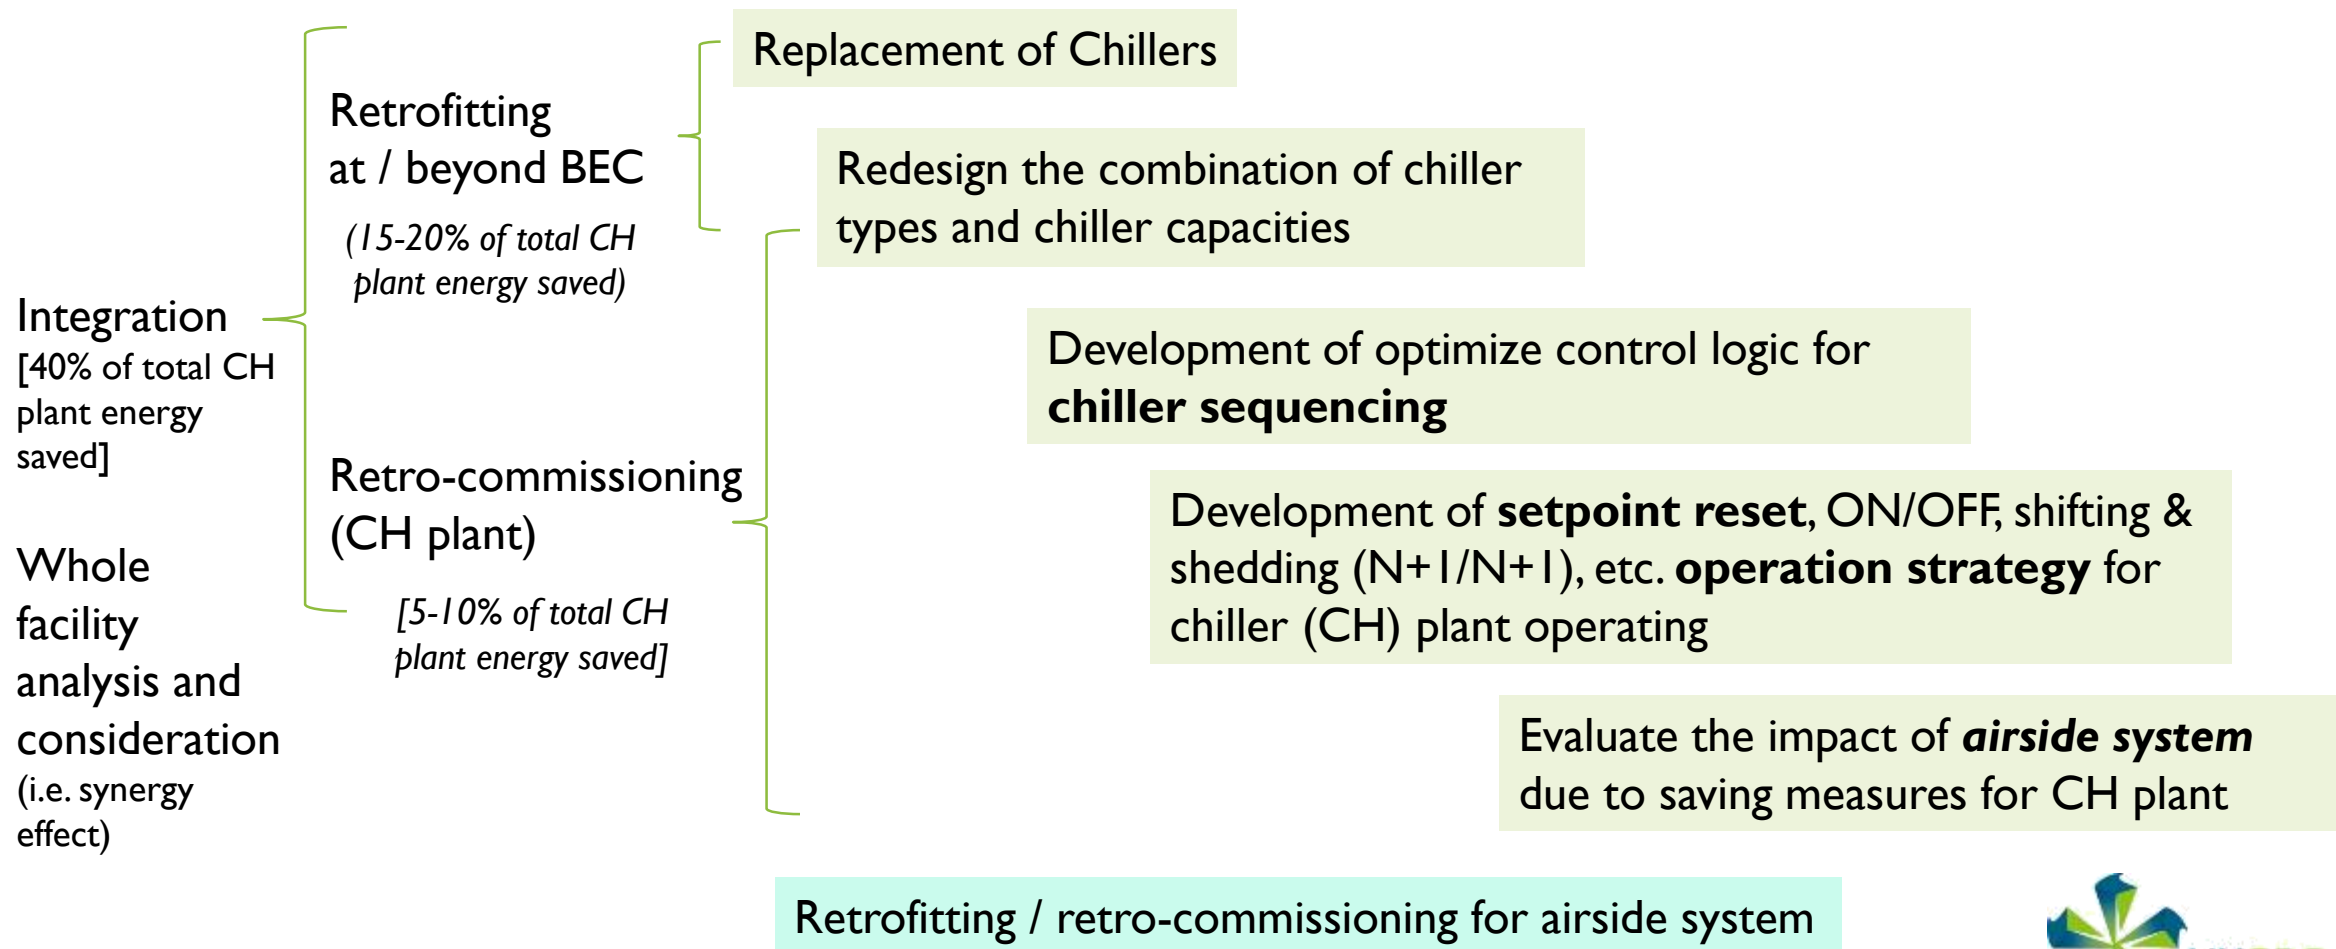 Replacement of Chillers
Retrofitting
at / beyond BEC
(15-20% of total CH
plant energy saved)
Redesign the combination of chiller
types and chiller capacities
Integration
[40% of total CH
plant energy
saved]
Development of optimize control logic for
chiller sequencing
Retro-commissioning
(CH plant)
[5-10% of total CH
plant energy saved]
Development of setpoint reset, ON/OFF, shifting &
shedding (N+1/N+1), etc. operation strategy for
chiller (CH) plant operating
Whole
facility
analysis and
consideration
(i.e. synergy
effect)
Evaluate the impact of airside system
due to saving measures for CH plant
Retrofitting / retro-commissioning for airside system